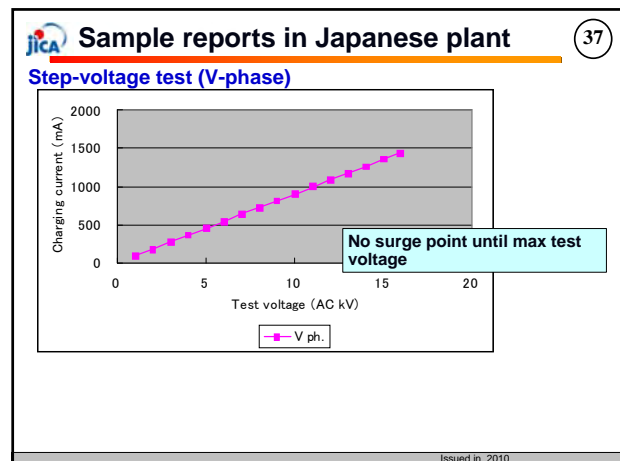 jica
Sample reports in Japanese plant
37
Step-voltage test (V-phase)
2000
1500
1000
500
0
Charging current (mA)
0 5 10 15 20
Test voltage (AC kV)
V ph.
No surge point until max test
voltage
Issued in 2010